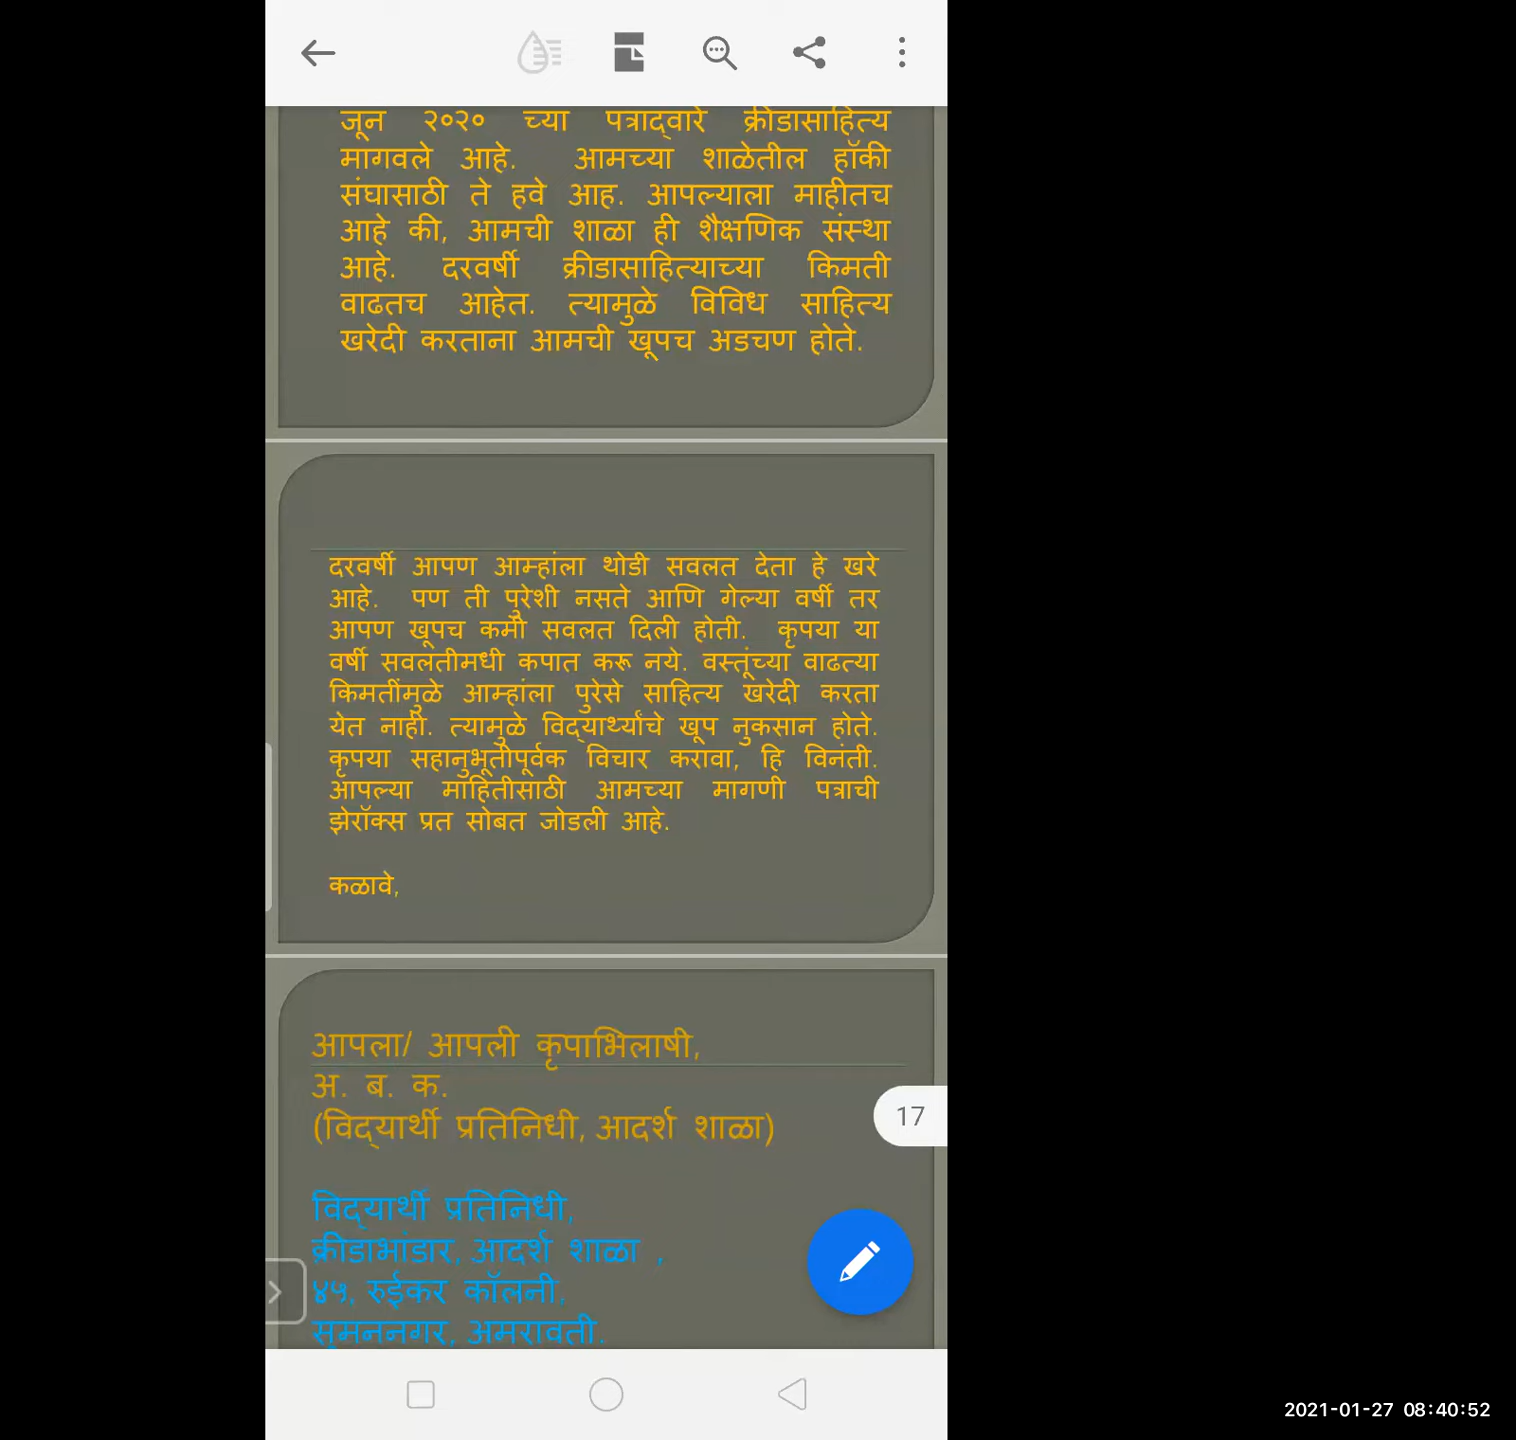 जून २०२० च्या पत्राद्वारे क्रीडासाहित्य
मागवले आहे. आमच्या शाळेतील हॉकी
संघासाठी ते हवे आह. आपल्याला माहीतच
आहे की, आमची शाळा ही शैक्षणिक संस्था
आहे. दरवर्षी क्रीडासाहित्याच्या किमती
वाढतच आहेत. त्यामुळे विविध साहित्य
खरेदी करताना आमची खूपच अडचण होते.
दरवर्षी आपण आम्हांला थोडी सवलत देता हे खरे
आहे. पण ती पुरेशी नसते आणि गेल्या वर्षी तर
आपण खूपच कमी सवलत दिली होती. कृपया या
वर्षी सवलतीमधी कपात करू नये. वस्तूंच्या वाढत्या
किमतींमुळे आम्हांला पुरेसे साहित्य खरेदी करता
येत नाही. त्यामुळे विद्यार्थ्यांचे खूप नुकसान होते.
कृपया सहानुभूतीपूर्वक विचार करावा, हि विनंती.
आपल्या माहितीसाठी आमच्या मागणी पत्राची
झेरॉक्स प्रत सोबत जोडली आहे.
कळावे,
आपला/ आपली कृपाभिलाषी,
अ. ब. क.
(विद्यार्थी प्रतिनिधी, आदर्श शाळा)
17
विद्यार्थी प्रतिनिधी,
क्रीडाभांडार, आदर्श शाळा ,
४५, रुईकर कॉलनी,
सुमननगर, अमरावती.
2021-01-27 08:40:52